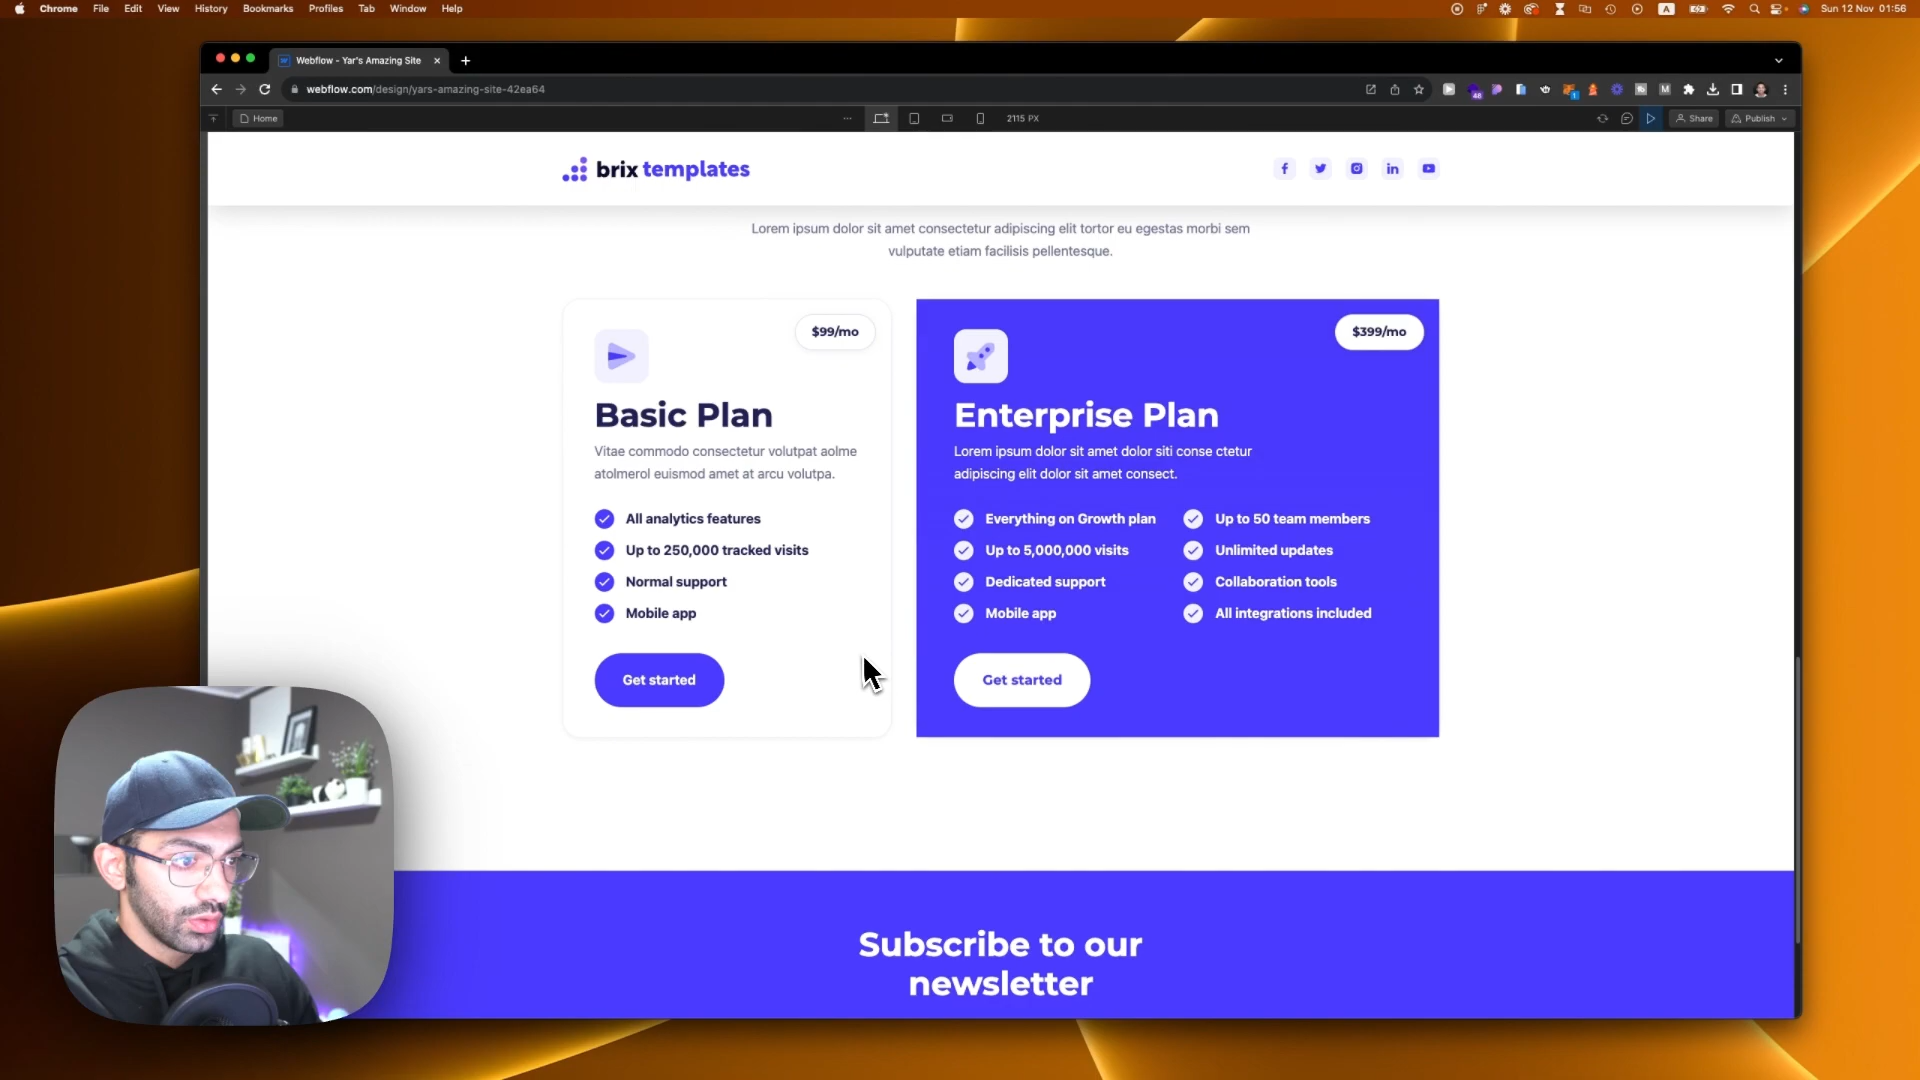 Chrome File Edit View History Bookmarks Profiles Tab Window Help
A
Sun 12 Nov 01:56
Webflow - Yar's Amazing Site
webflow.com/design/yars-amazing-site-42ea64
46
1
M
Home
2115 PX
Share
Publish
brix templates
Lorem ipsum dolor sit amet consectetur adipiscing elit tortor eu egestas morbi sem
vulputate etiam facilisis pellentesque.
$99/mo
Basic Plan
Vitae commodo consectetur volutpat aolme
atolmerol euismod amet at arcu volutpa.
All analytics features
Up to 250,000 tracked visits
Normal support
Mobile app
Get started
$399/mo
Enterprise Plan
Lorem ipsum dolor sit amet dolor siti conse ctetur
adipiscing elit dolor sit amet consect.
Everything on Growth plan
Up to 5,000,000 visits
Dedicated support
Mobile app
Up to 50 team members
Unlimited updates
Collaboration tools
All integrations included
Get started
Subscribe to our
newsletter